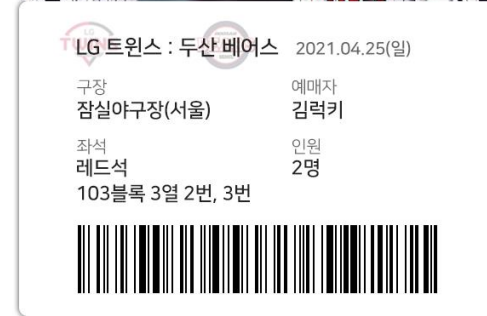 LG 트윈스 : 두산 베어스 2021.04.25(일)
구장 예매자
잠실야구장(서울) 김럭키
좌석 인원
레드석 2명
103블록 3열 2번, 3번